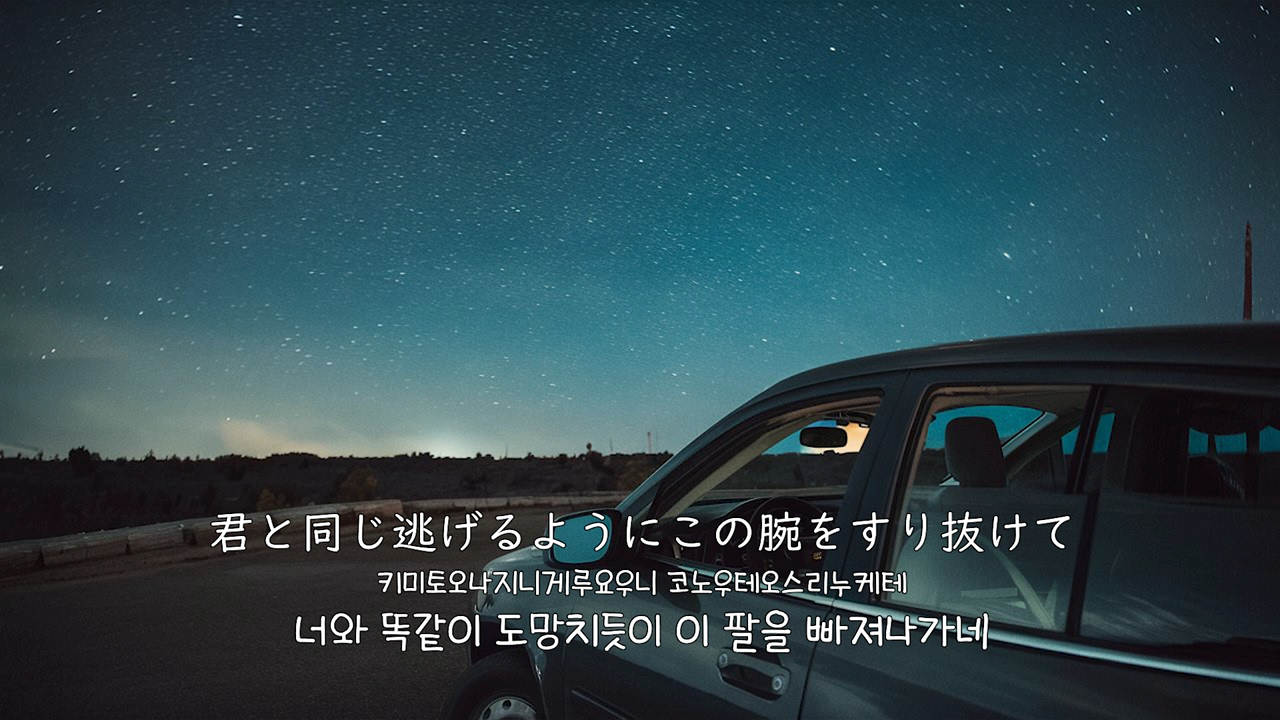 君と同じ逃げるようにこの腕をすり抜けて
키미토오나지니게루요우니 코노우테오스리누케테
너와 똑같이 도망치듯이 이 팔을 빠져나가네